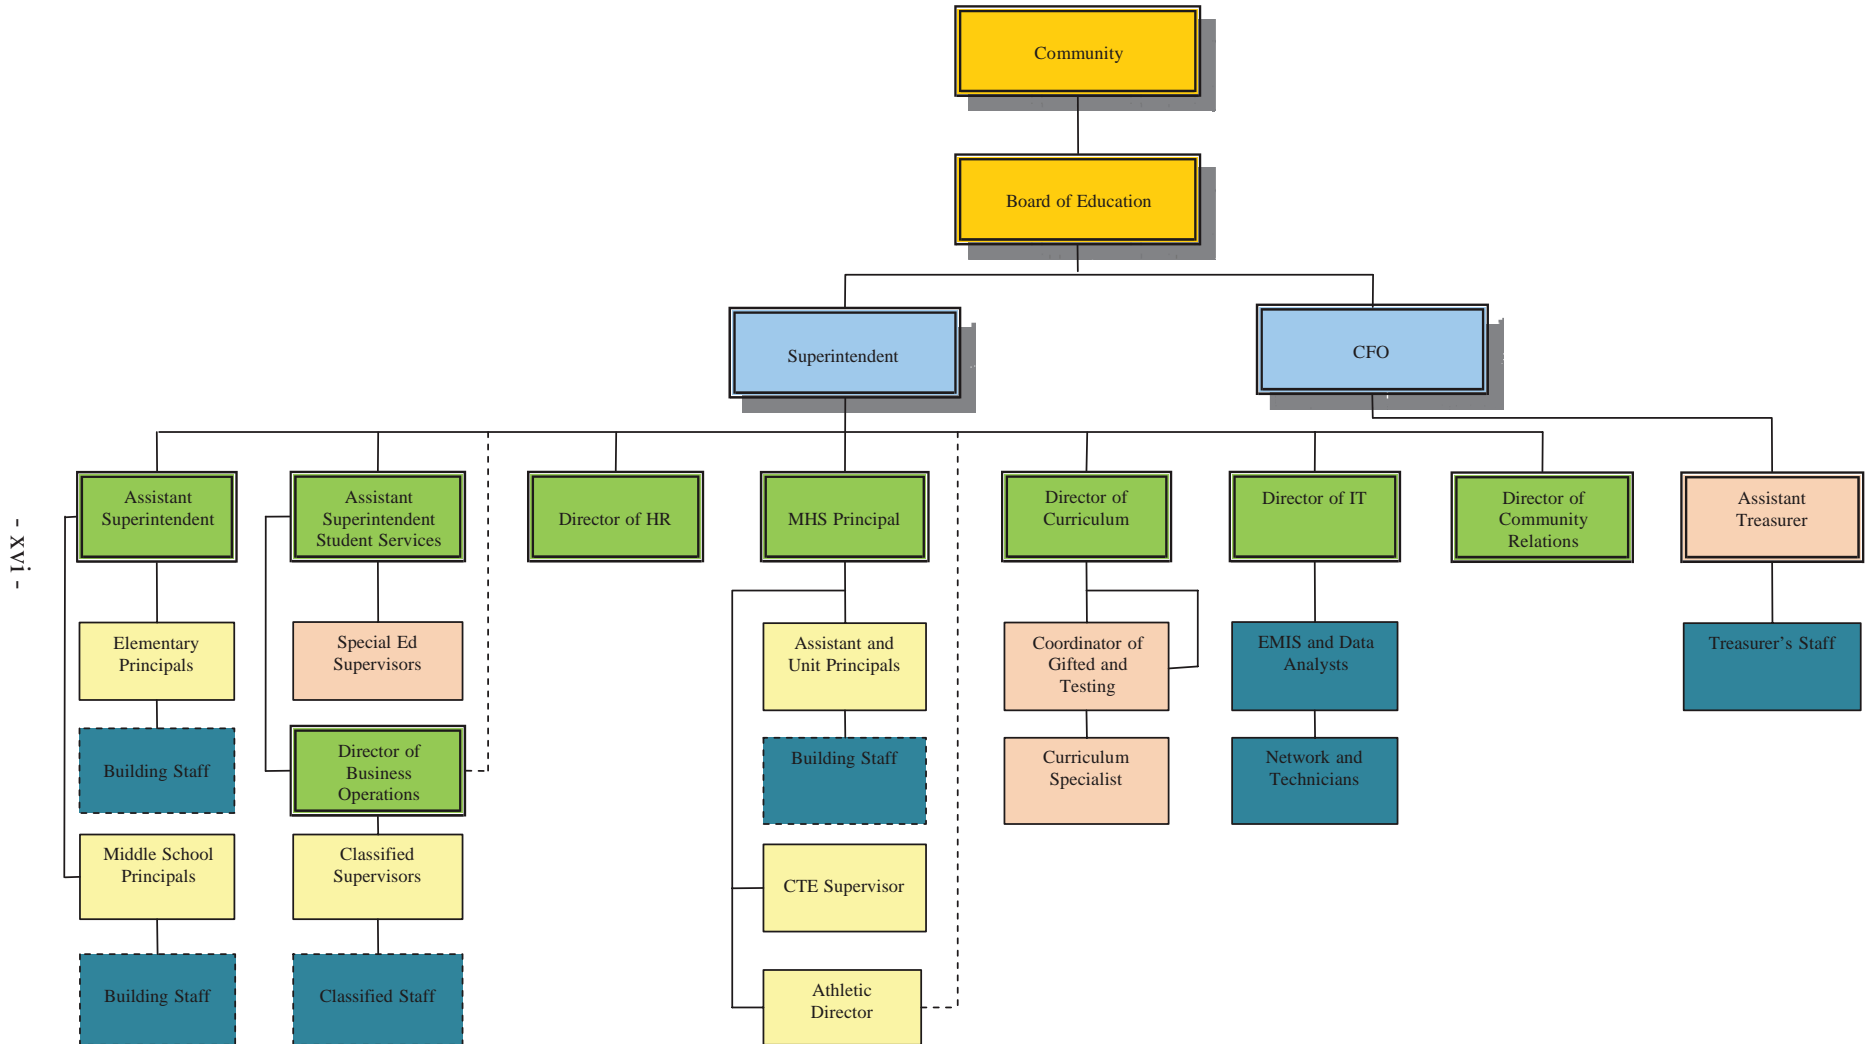 Community
Board of Education
Superintendent
CFO
Assistant
Superintendent
Assistant
Superintendent
Student Services
Director of HR
MHS Principal
Director of
Curriculum
Director of IT
Director of
Community
Relations
Assistant
Treasurer
Elementary
Principals
Special Ed
Supervisors
Assistant and
Unit Principals
Coordinator of
Gifted and
Testing
EMIS and Data
Analysts
Treasurer’s Staff
Building Staff
Director of
Business
Operations
Building Staff
Curriculum
Specialist
Network and
Technicians
Middle School
Principals
Classified
Supervisors
CTE Supervisor
Building Staff
Classified Staff
Athletic
Director
- xvi -